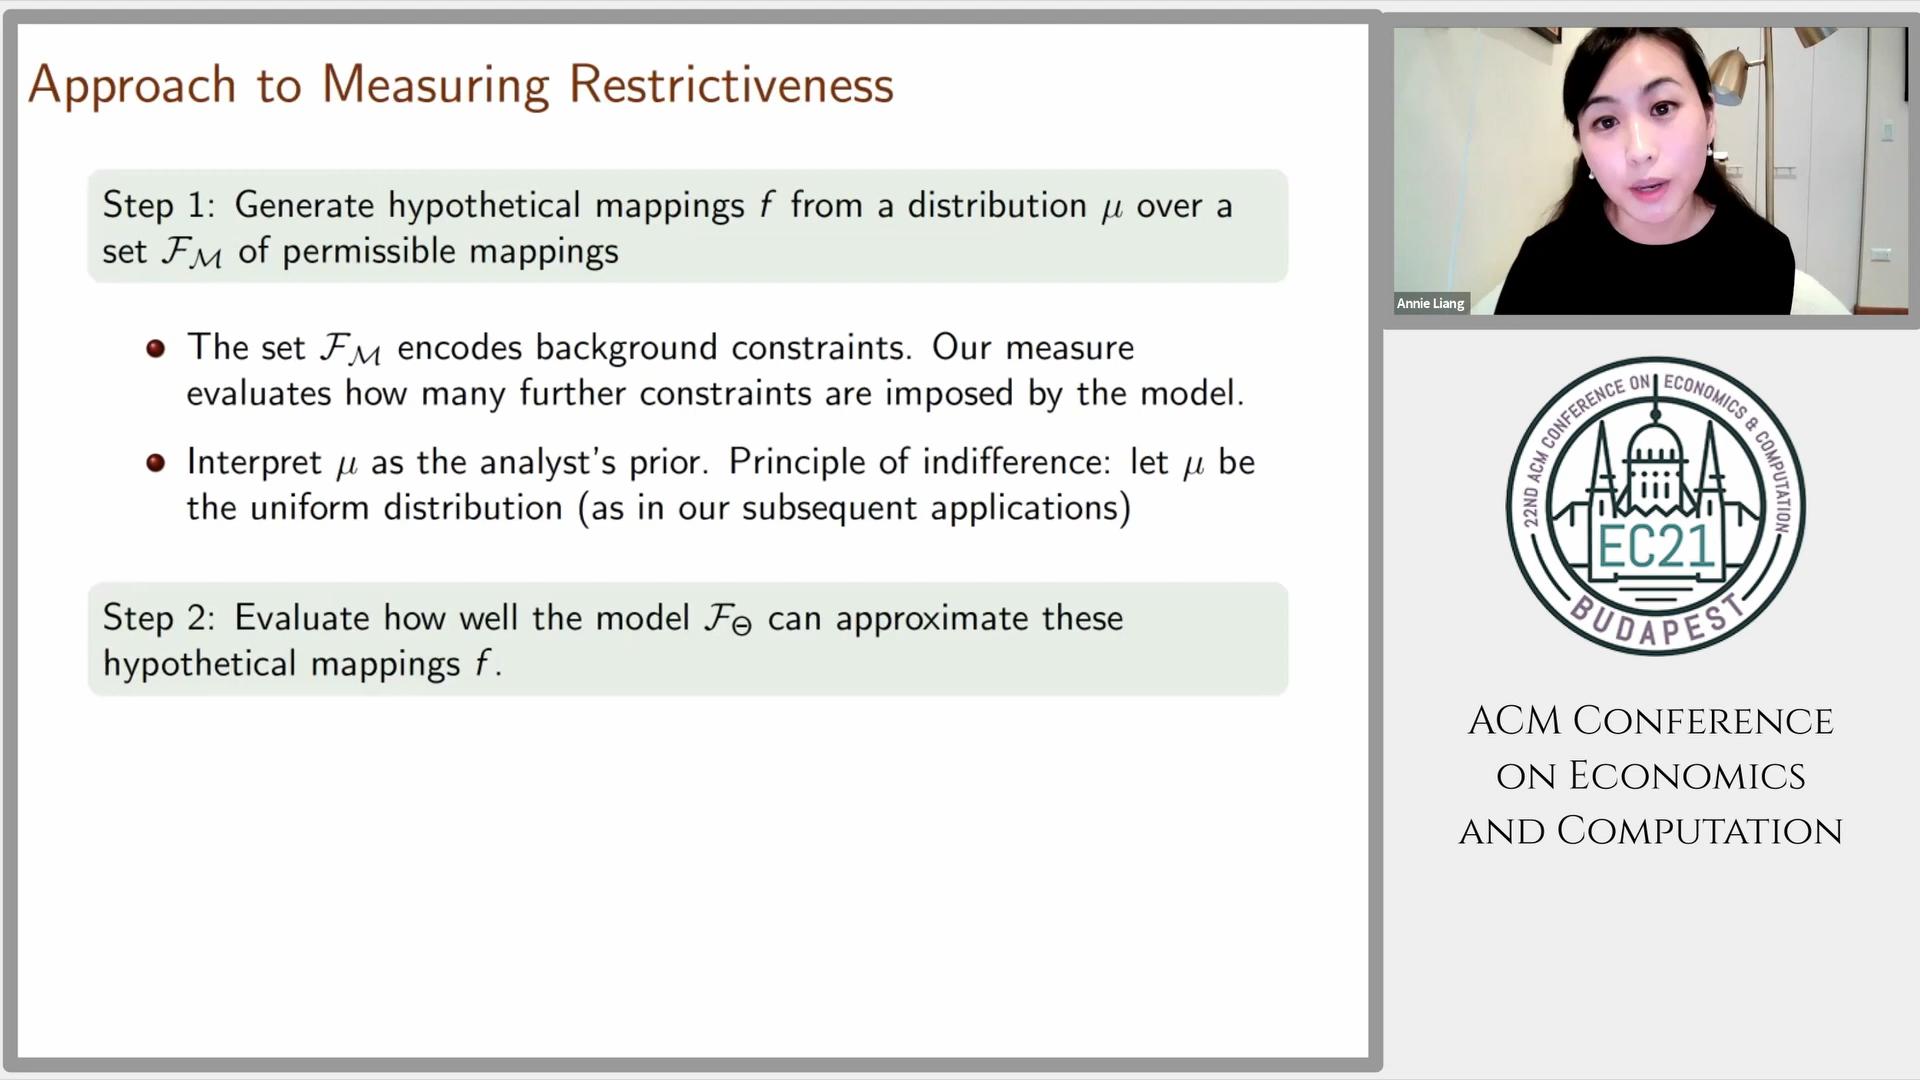 Approach to Measuring Restrictiveness
Step 1: Generate hypothetical mappings f from a distribution μ over a
set 𝓕_𝓜 of permissible mappings
The set 𝓕_𝓜 encodes background constraints. Our measure
evaluates how many further constraints are imposed by the model.
Interpret μ as the analyst's prior. Principle of indifference: let μ be
the uniform distribution (as in our subsequent applications)
Step 2: Evaluate how well the model 𝓕_Θ can approximate these
hypothetical mappings f.
Annie Liang
22ND ACM CONFERENCE ON ECONOMICS & COMPUTATION
EC21
BUDAPEST
ACM CONFERENCE
ON ECONOMICS
AND COMPUTATION